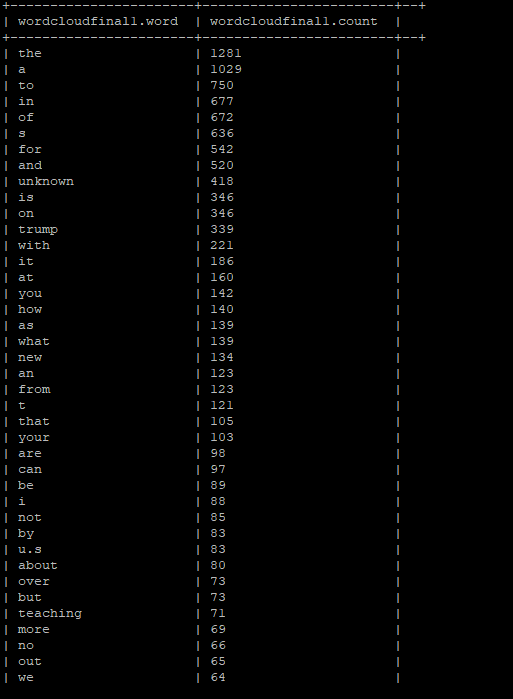 +-----------------------+------------------------+--+
| wordcloudfinal1.word | wordcloudfinal1.count |
+-----------------------+------------------------+--+
| the | 1281 |
| a | 1029 |
| to | 750 |
| in | 677 |
| of | 672 |
| s | 636 |
| for | 542 |
| and | 520 |
| unknown | 418 |
| is | 346 |
| on | 346 |
| trump | 339 |
| with | 221 |
| it | 186 |
| at | 160 |
| you | 142 |
| how | 140 |
| as | 139 |
| what | 139 |
| new | 134 |
| an | 123 |
| from | 123 |
| t | 121 |
| that | 105 |
| your | 103 |
| are | 98 |
| can | 97 |
| be | 89 |
| i | 88 |
| not | 85 |
| by | 83 |
| u.s | 83 |
| about | 80 |
| over | 73 |
| but | 73 |
| teaching | 71 |
| more | 69 |
| no | 66 |
| out | 65 |
| we | 64 |